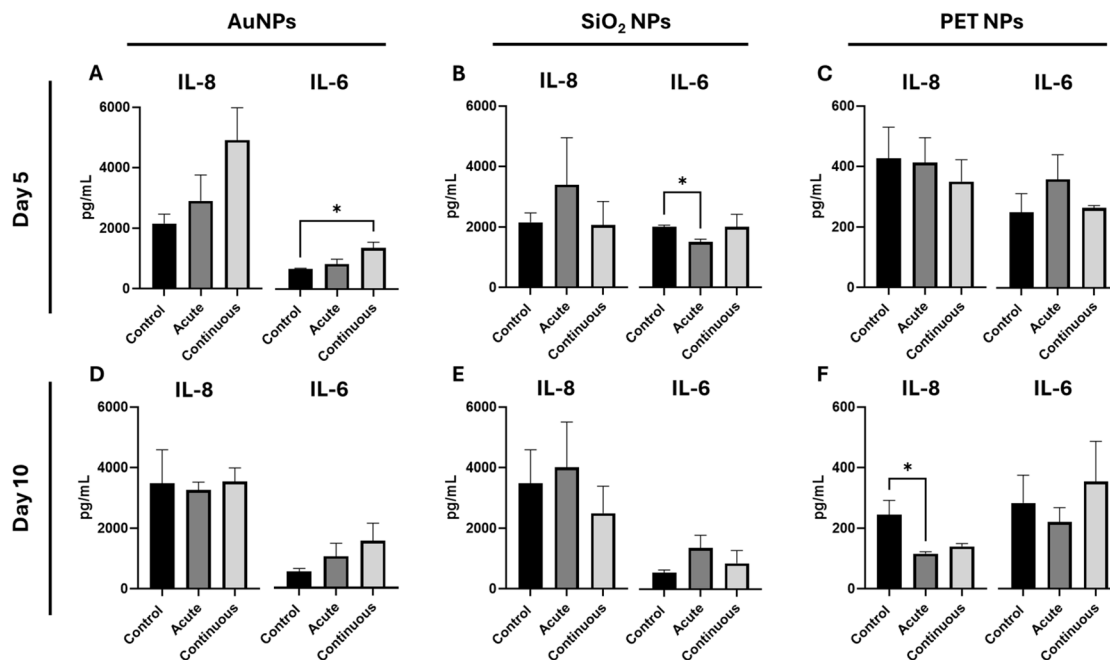 AuNPs
SiO₂ NPs
PET NPs
Day 5
A
IL-8
IL-6
pg/mL
6000
4000
2000
0
*
Control
Acute
Continuous
Control
Acute
Continuous
B
IL-8
IL-6
pg/mL
6000
4000
2000
0
*
Control
Acute
Continuous
Control
Acute
Continuous
C
IL-8
IL-6
pg/mL
600
400
200
0
Control
Acute
Continuous
Control
Acute
Continuous
Day 10
D
IL-8
IL-6
pg/mL
6000
4000
2000
0
Control
Acute
Continuous
Control
Acute
Continuous
E
IL-8
IL-6
pg/mL
6000
4000
2000
0
Control
Acute
Continuous
Control
Acute
Continuous
F
IL-8
IL-6
pg/mL
600
400
200
0
*
Control
Acute
Continuous
Control
Acute
Continuous